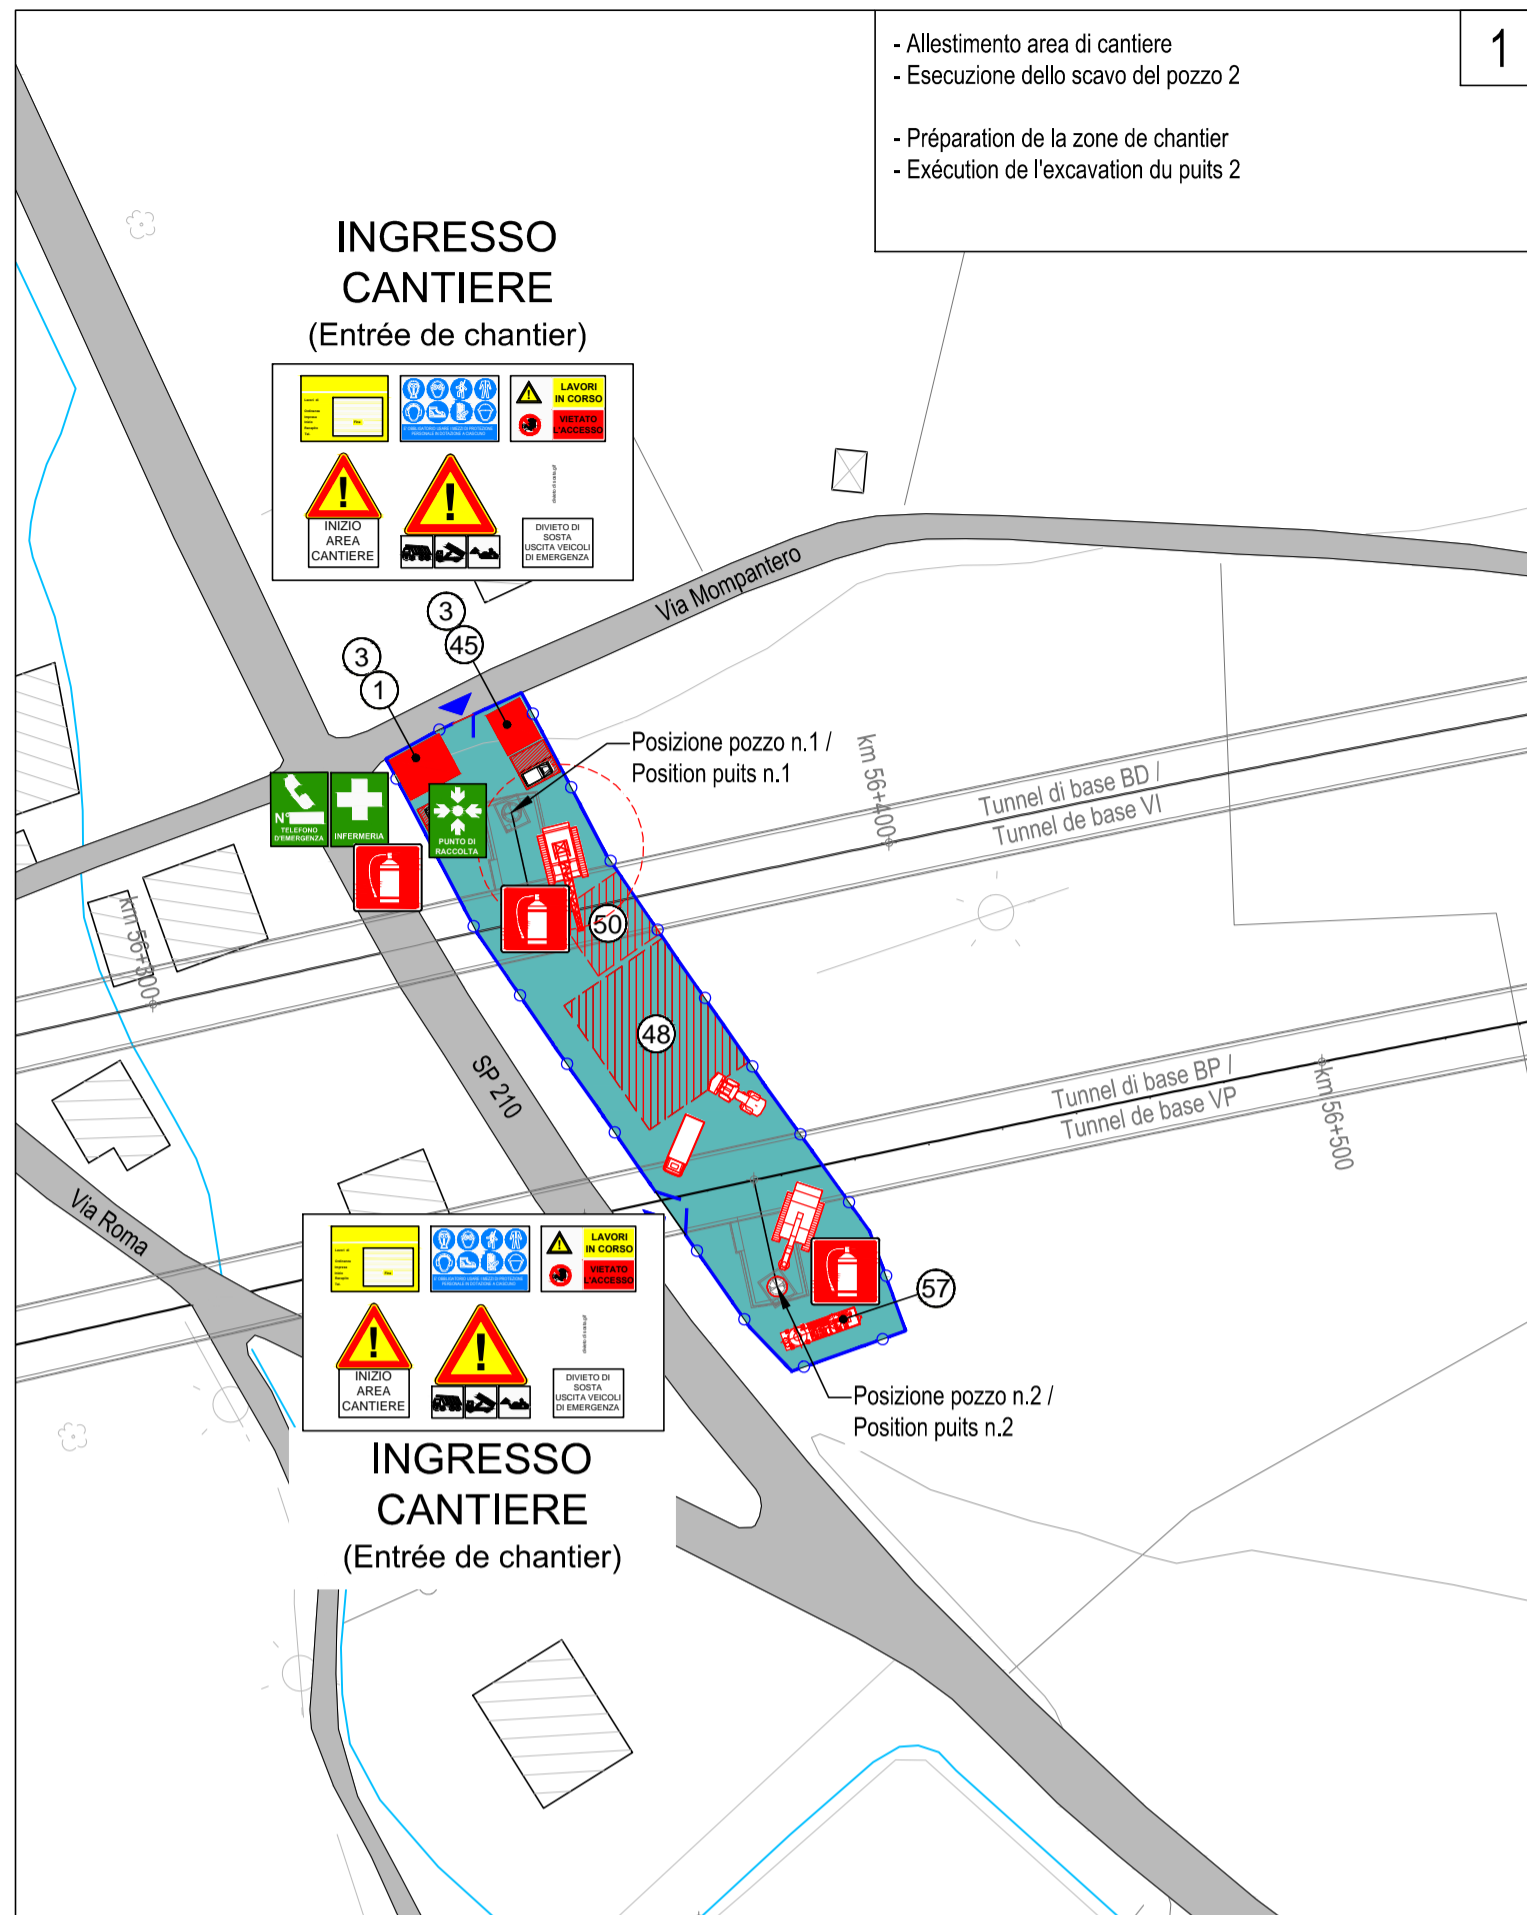 - Allestimento area di cantiere
- Esecuzione dello scavo del pozzo 2
- Préparation de la zone de chantier
- Exécution de l'excavation du puits 2
1
INGRESSO
CANTIERE
(Entrée de chantier)
LAVORI
IN CORSO
VIETATO
L'ACCESSO
INIZIO
AREA
CANTIERE
DIVIETO DI
SOSTA
USCITA VEICOLI
DI EMERGENZA
Via Mompantero
3
45
3
1
Posizione pozzo n.1 /
Position puits n.1
km 56+400
Tunnel di base BD /
Tunnel de base VI
N°
TELEFONO
D'EMERGENZA
INFERMERIA
PUNTO DI
RACCOLTA
km 56+300
50
48
SP 210
Tunnel di base BP /
Tunnel de base VP
km 56+500
Via Roma
57
LAVORI
IN CORSO
VIETATO
L'ACCESSO
INIZIO
AREA
CANTIERE
DIVIETO DI
SOSTA
USCITA VEICOLI
DI EMERGENZA
Posizione pozzo n.2 /
Position puits n.2
INGRESSO
CANTIERE
(Entrée de chantier)